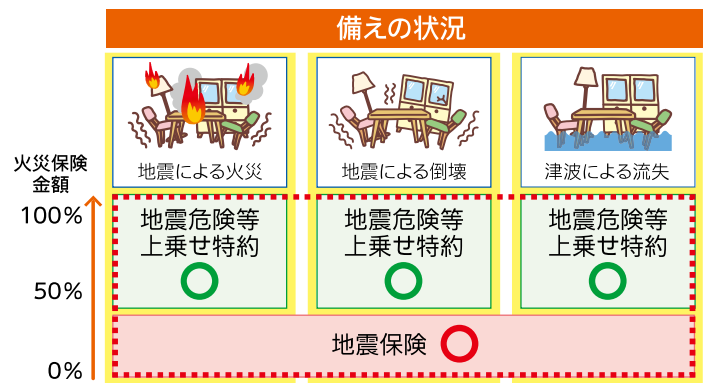 備えの状況
地震による火災
地震による倒壊
津波による流失
火災保険
金額
100%
50%
0%
地震危険等
上乗せ特約
地震危険等
上乗せ特約
地震危険等
上乗せ特約
地震保険